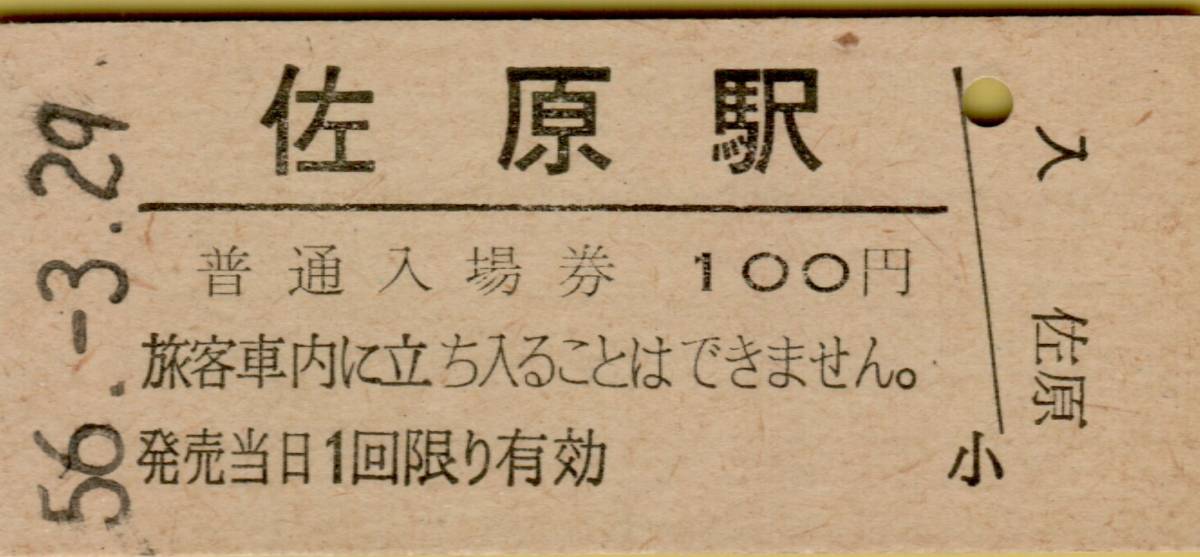 佐原駅
普通入場券 100円
旅客車内に立ち入ることはできません。
発売当日1回限り有効
56.-3.29
小
入 佐原